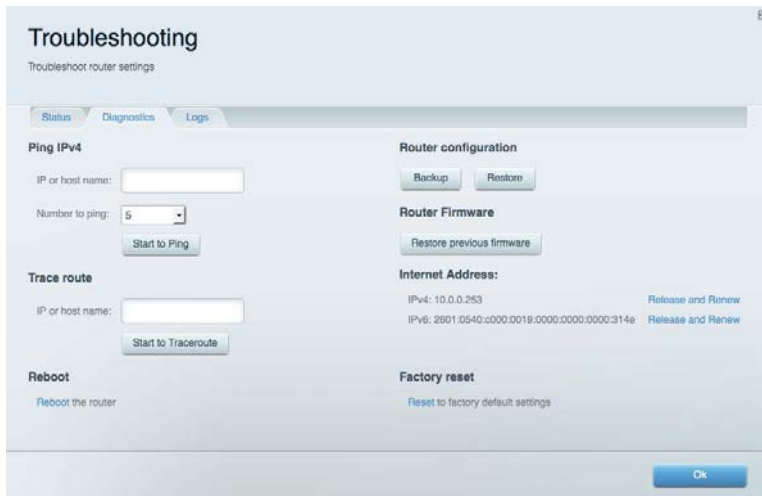 Troubleshooting
Troubleshoot router settings
Status
Diagnostics
Logs
Ping IPv4
IP or host name:
Number to ping: 5
Start to Ping
Trace route
IP or host name:
Start to Traceroute
Reboot
Reboot the router
Router configuration
Backup
Restore
Router Firmware
Restore previous firmware
Internet Address:
IPv4: 10.0.0.253 Release and Renew
IPv6: 2601:0540:c000:0019:0000:0000:0000:314e Release and Renew
Factory reset
Reset to factory default settings
Ok